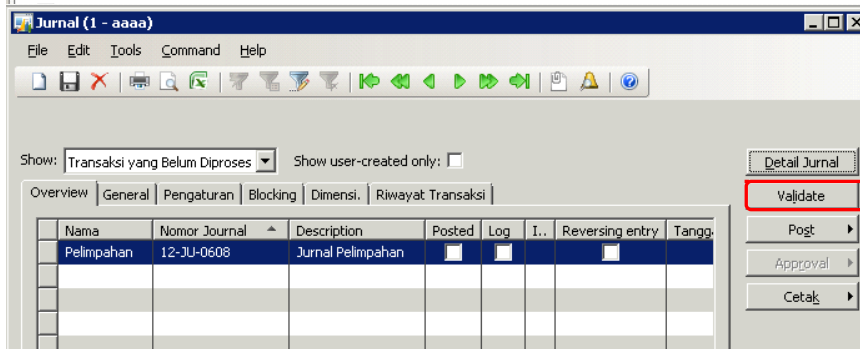 Jurnal (1 - aaaa)
File Edit Tools Command Help
Show: Transaksi yang Belum Diproses Show user-created only:
Detail Jurnal
Overview General Pengaturan Blocking Dimensi. Riwayat Transaksi
Validate
Nama Nomor Journal Description Posted Log I.. Reversing entry Tangga
Post
Pelimpahan 12-JU-0608 Jurnal Pelimpahan
Approval
Cetak